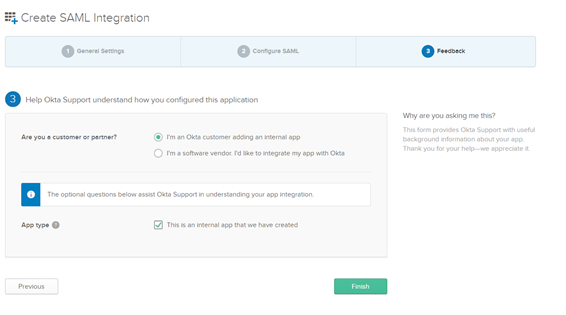 Create SAML Integration
1 General Settings
2 Configure SAML
3 Feedback
3 Help Okta Support understand how you configured this application
Are you a customer or partner?
I'm an Okta customer adding an internal app
I'm a software vendor. I'd like to integrate my app with Okta
The optional questions below assist Okta Support in understanding your app integration.
App type ?
This is an internal app that we have created
Previous
Finish
Why are you asking me this?
This form provides Okta Support with useful
background information about your app.
Thank you for your help—we appreciate it.